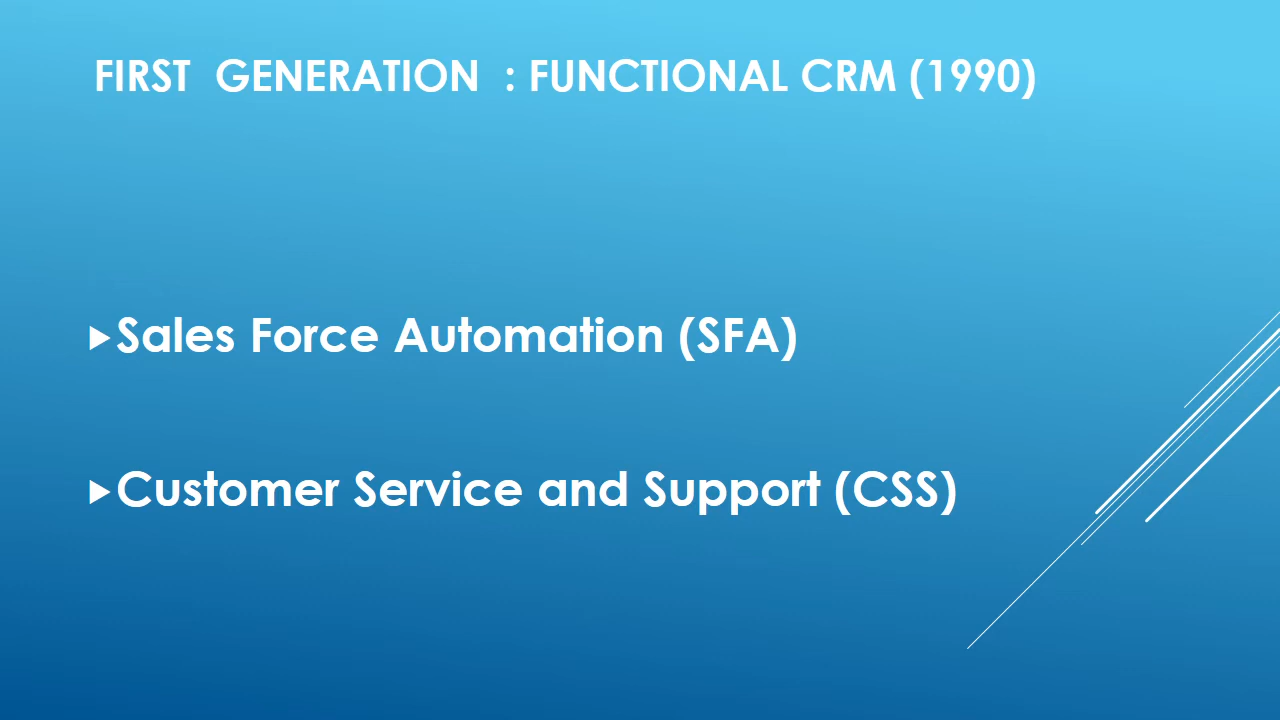 FIRST  GENERATION  : FUNCTIONAL CRM (1990)
Sales Force Automation (SFA)
Customer Service and Support (CSS)